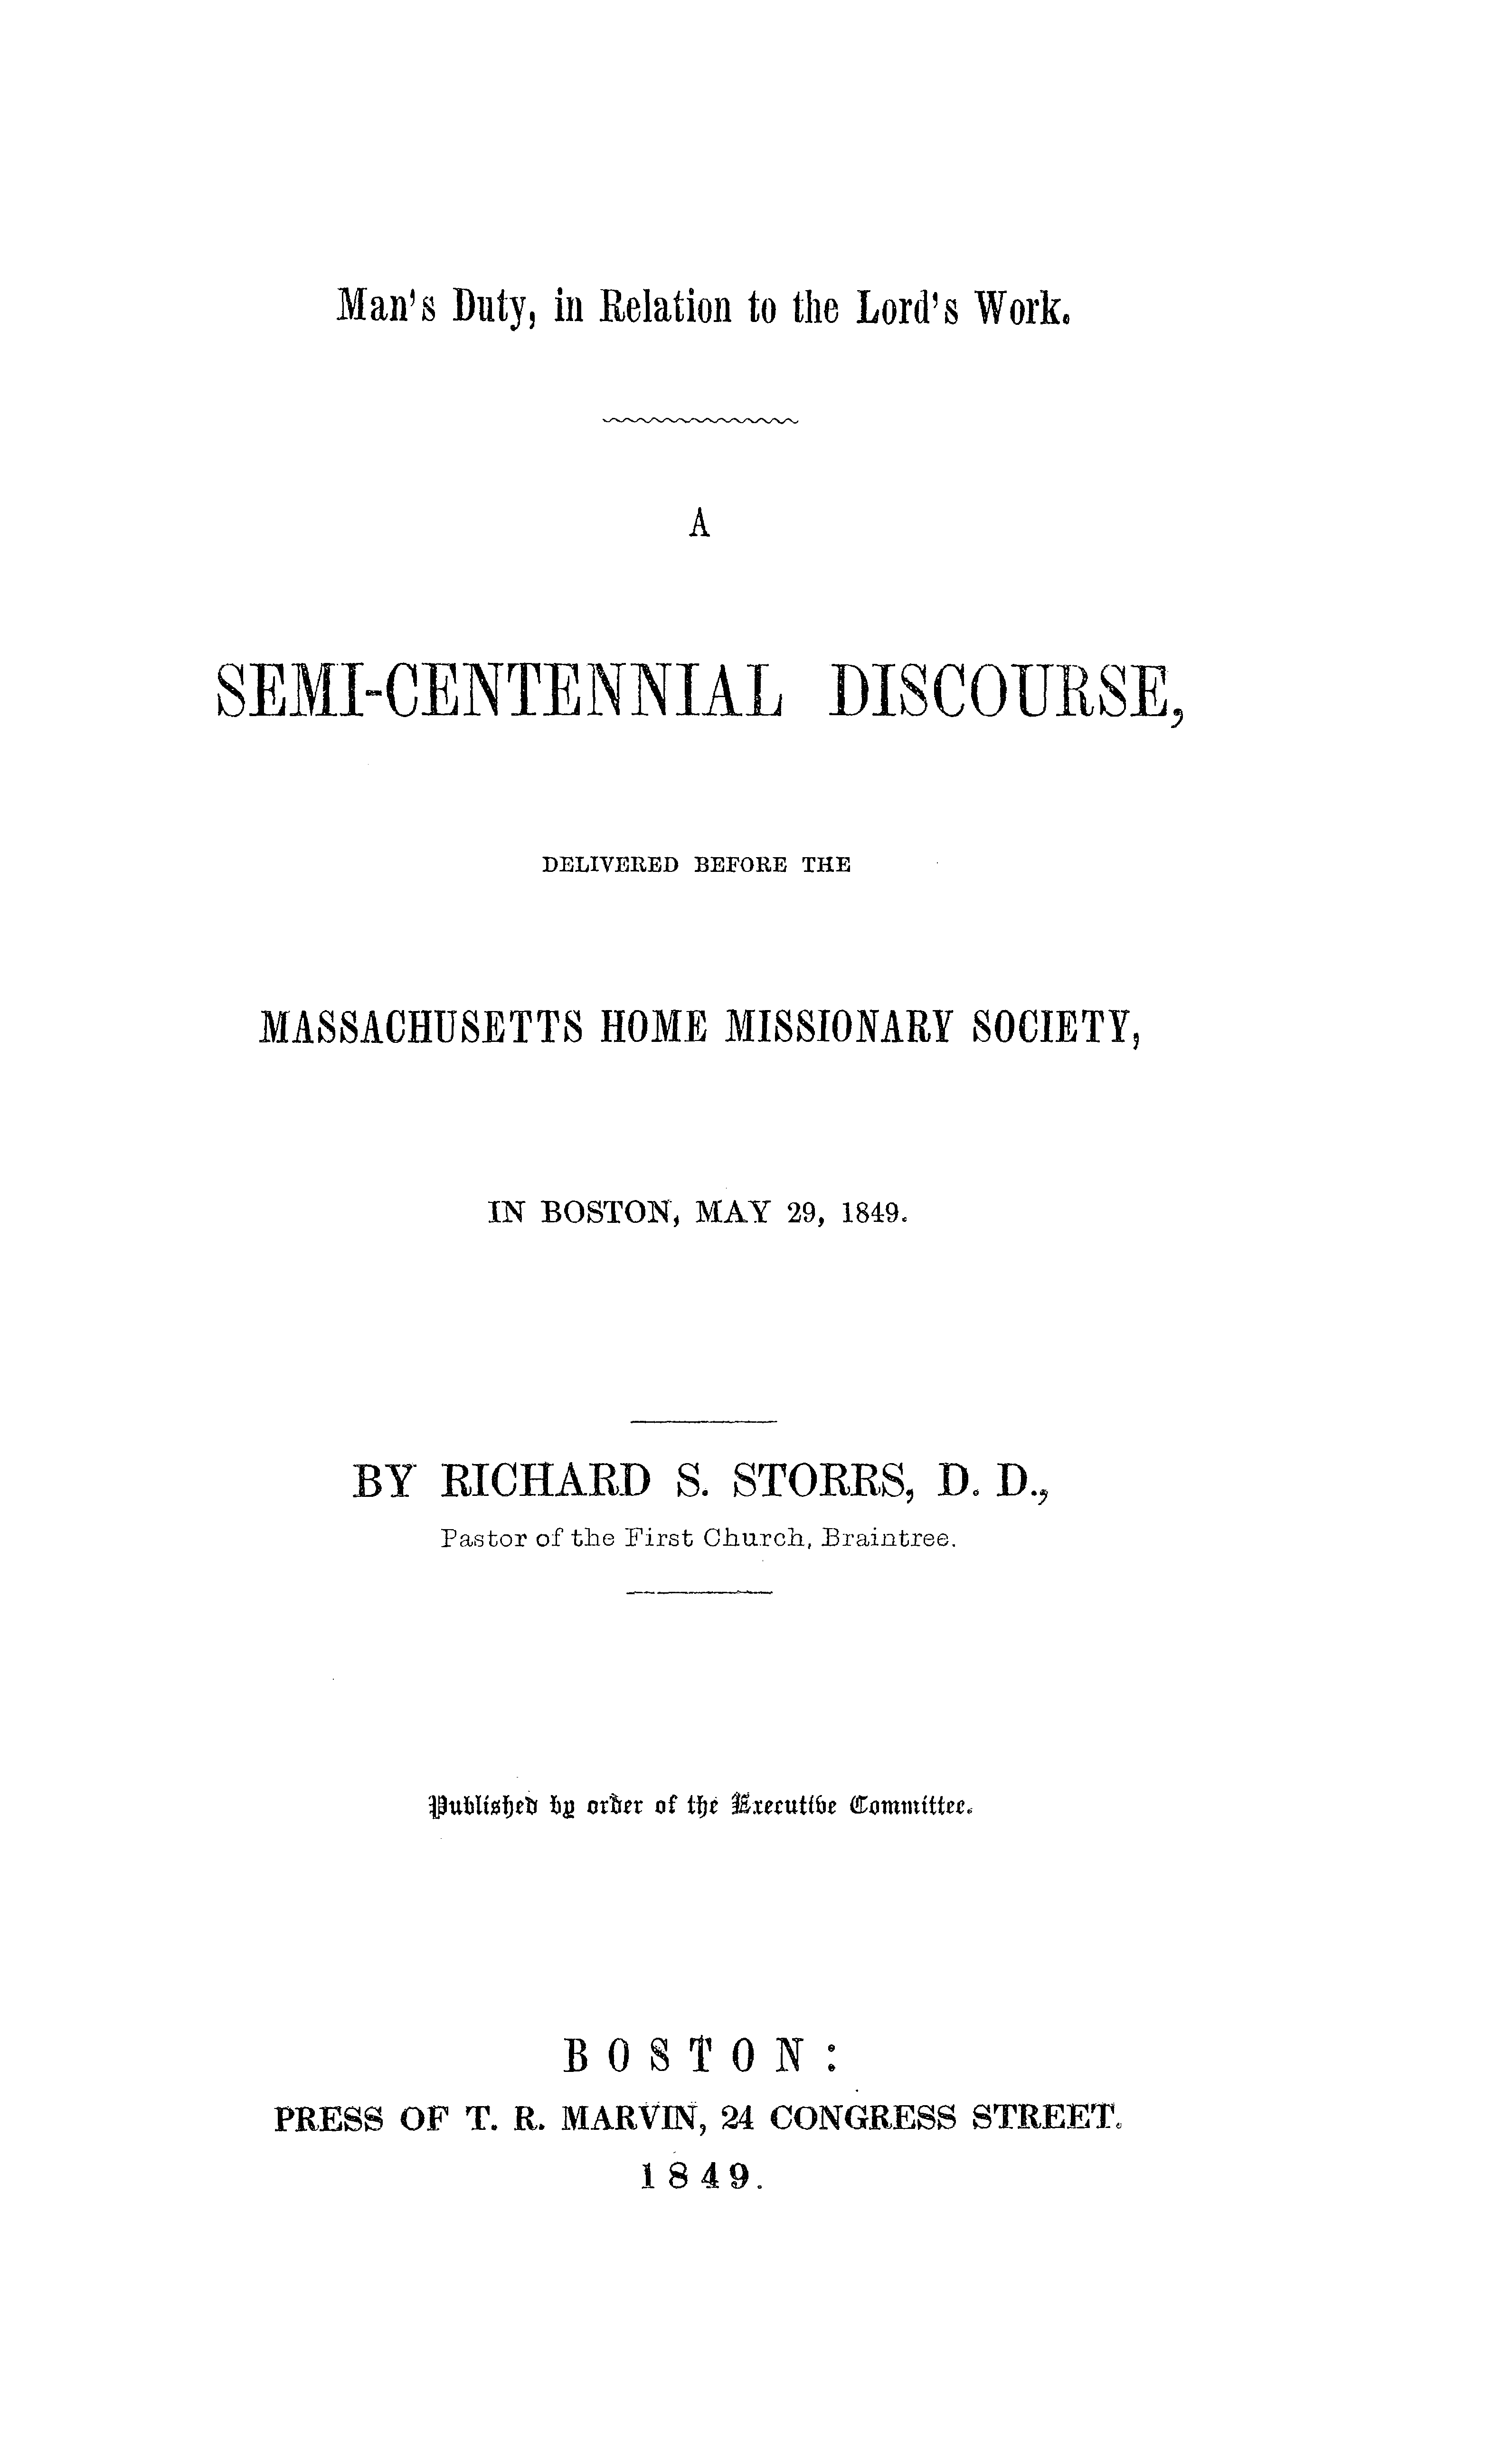 Man's Duty, in Relation to the Lord's Work.
A
SEMI-CENTENNIAL DISCOURSE,
DELIVERED BEFORE THE
MASSACHUSETTS HOME MISSIONARY SOCIETY,
IN BOSTON, MAY 29, 1849.
BY RICHARD S. STORRS, D. D.,
Pastor of the First Church, Braintree.
Published by order of the Executive Committee.
BOSTON:
PRESS OF T. R. MARVIN, 24 CONGRESS STREET.
1849.